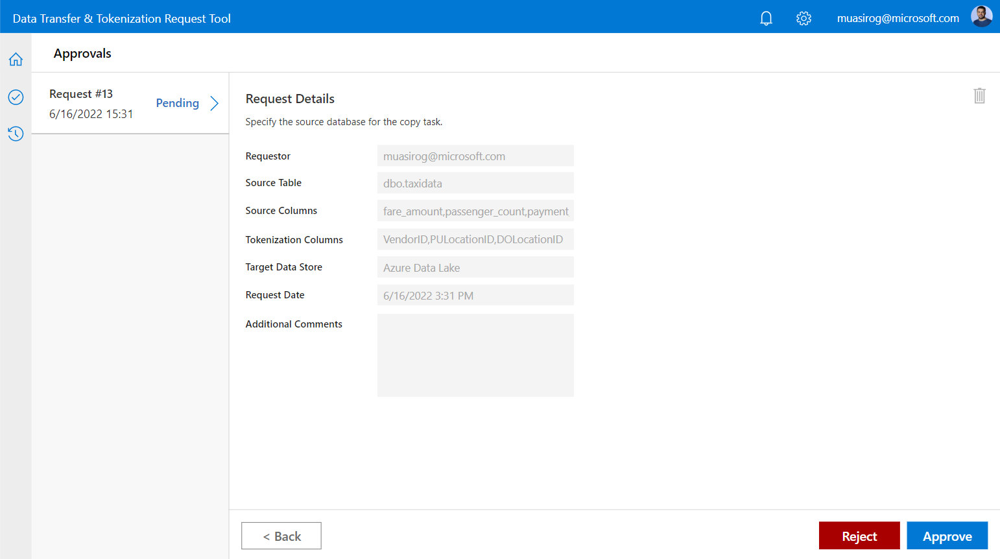 Data Transfer & Tokenization Request Tool
muasirog@microsoft.com
Approvals
Request #13
6/16/2022 15:31
Pending
Request Details
Specify the source database for the copy task.
Requestor
muasirog@microsoft.com
Source Table
dbo.taxidata
Source Columns
fare_amount,passenger_count,payment
Tokenization Columns
VendorID,PULocationID,DOLocationID
Target Data Store
Azure Data Lake
Request Date
6/16/2022 3:31 PM
Additional Comments
< Back
Reject
Approve